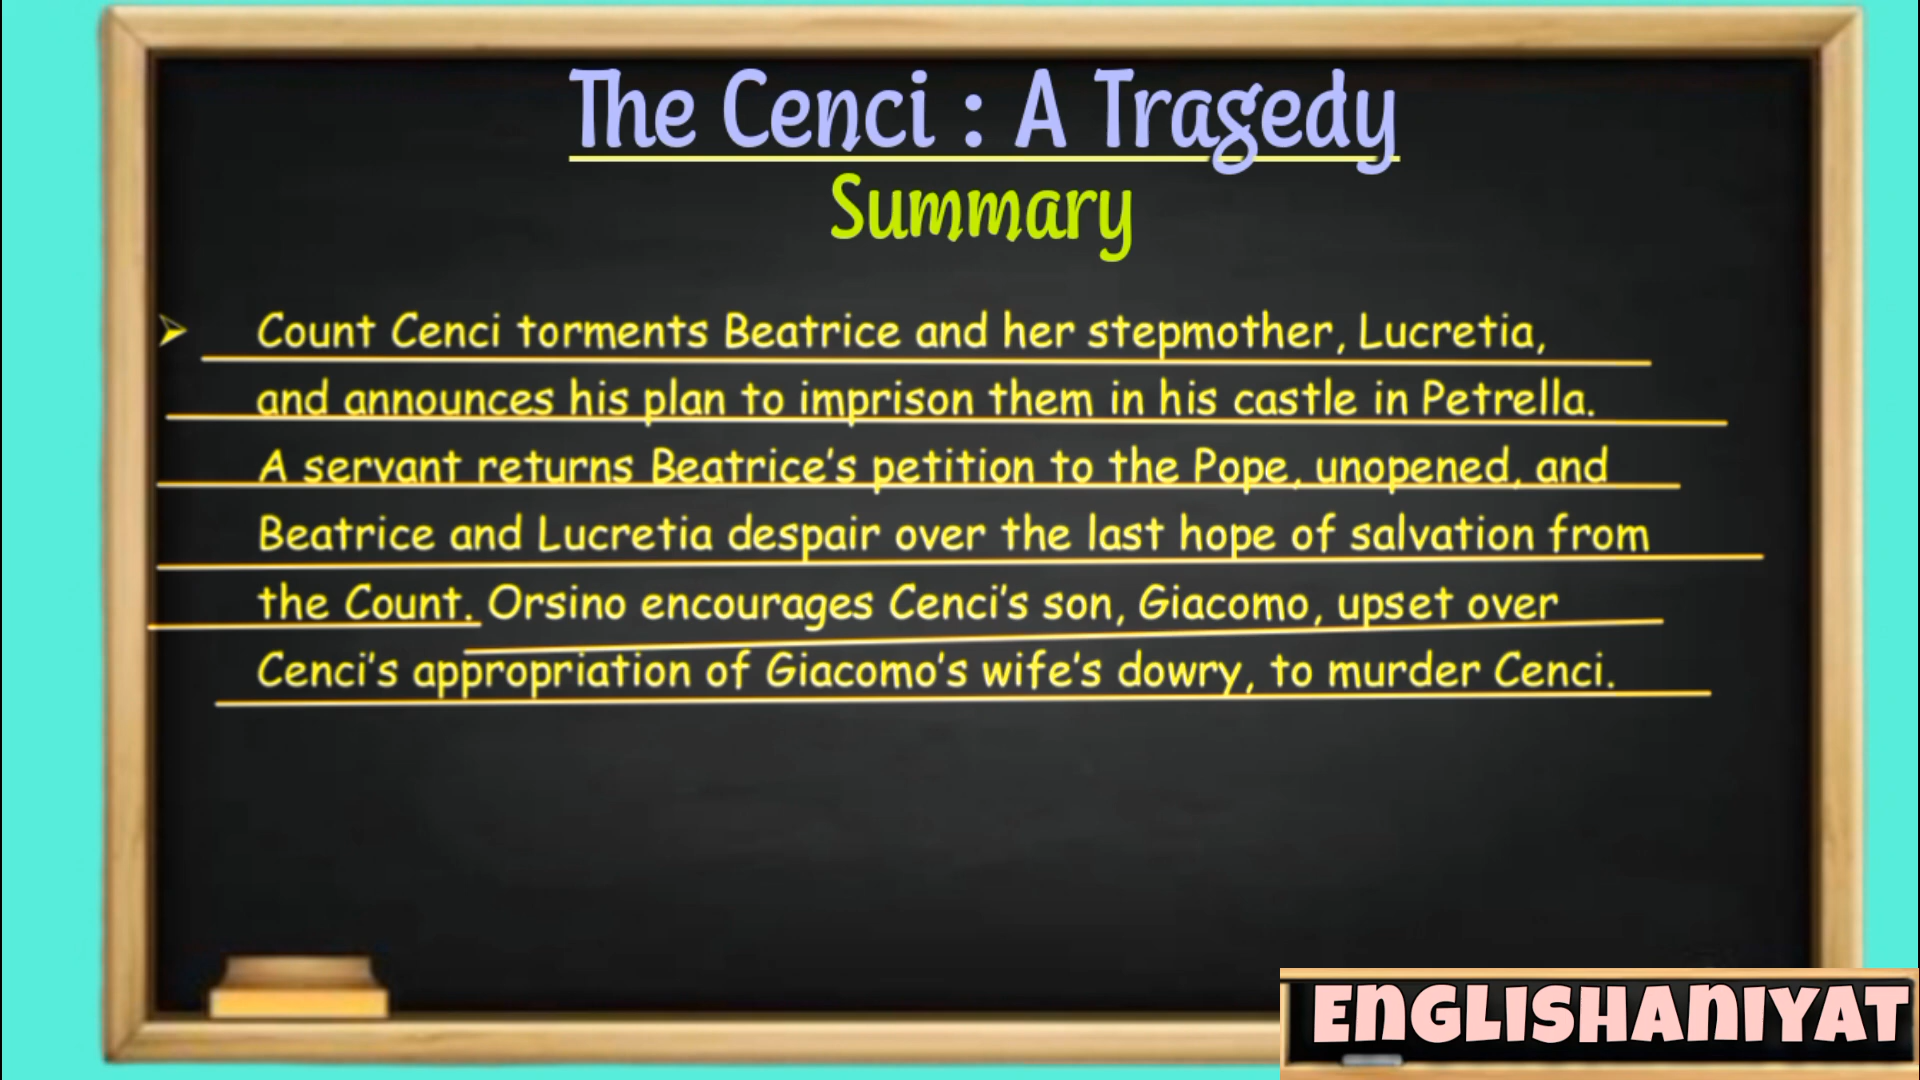 The Cenci : A Tragedy
Summary
➢ Count Cenci torments Beatrice and her stepmother, Lucretia,
and announces his plan to imprison them in his castle in Petrella.
A servant returns Beatrice's petition to the Pope, unopened, and
Beatrice and Lucretia despair over the last hope of salvation from
the Count. Orsino encourages Cenci's son, Giacomo, upset over
Cenci's appropriation of Giacomo's wife's dowry, to murder Cenci.
ENGLISHANIYAT